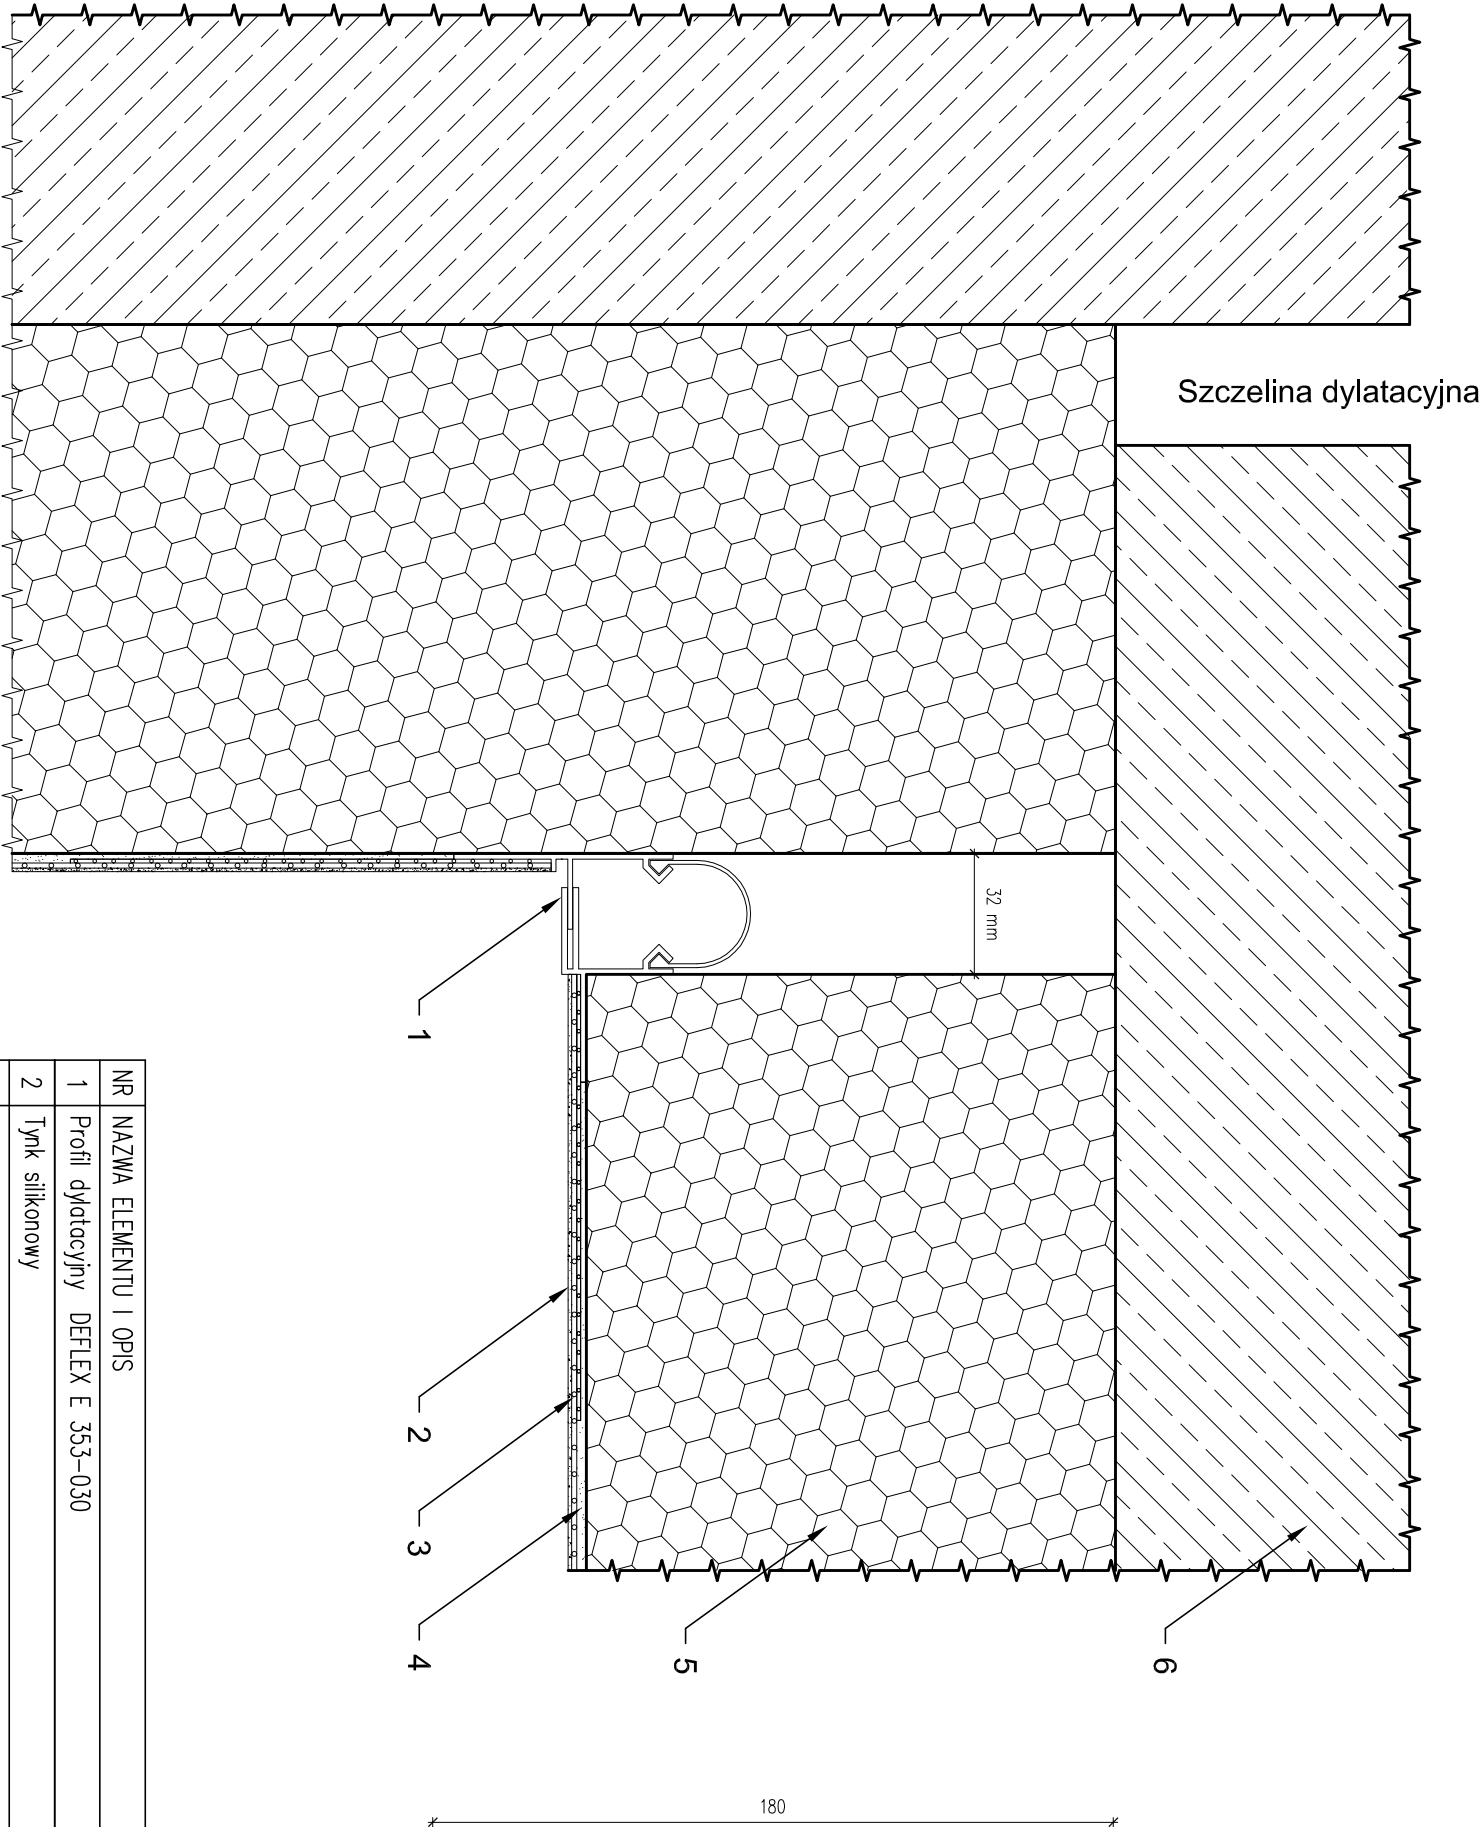 Szczelina dylatacyjna
32 mm
1
2
3
4
5
6
180
NR NAZWA ELEMENTU I OPIS
1 Profil dylatacyjny DEFLEX E 353-030
2 Tynk silikonowy